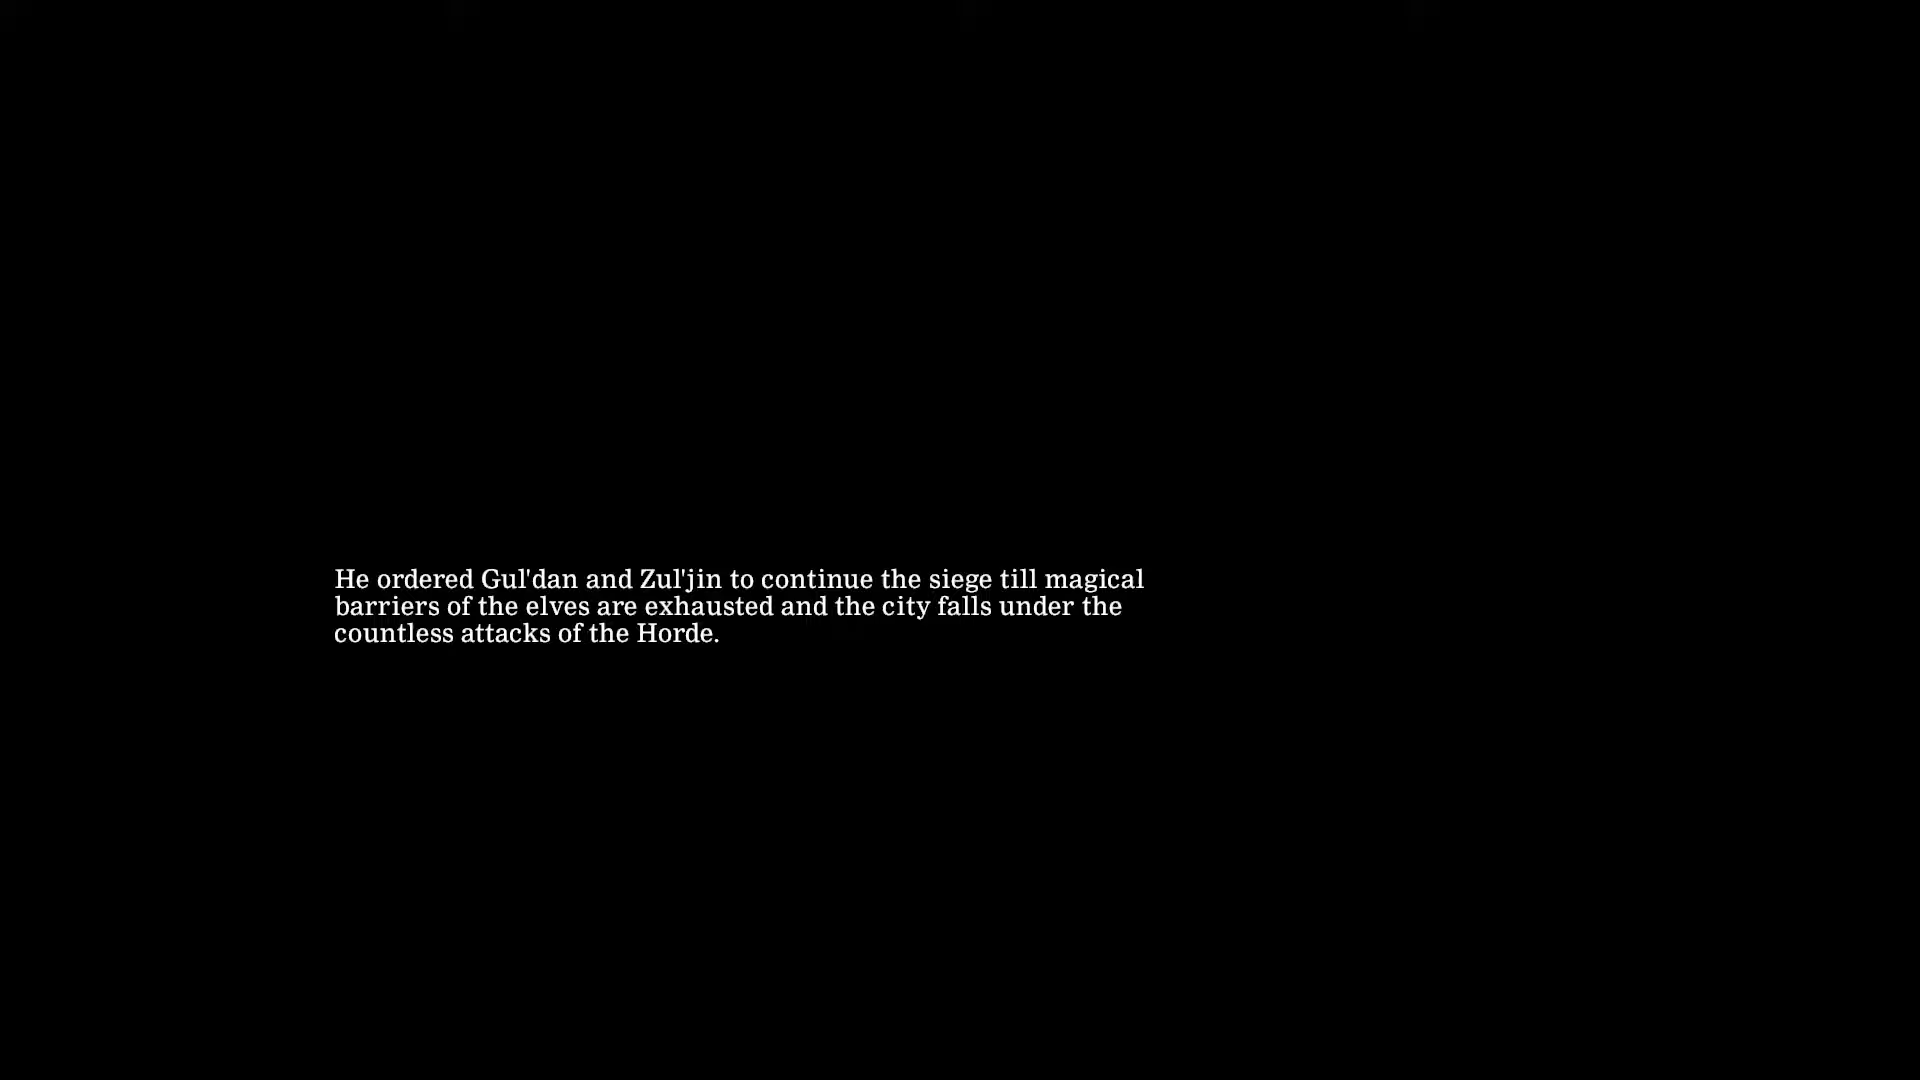 He ordered Gul'dan and Zul'jin to continue the siege till magical
barriers of the elves are exhausted and the city falls under the
countless attacks of the Horde.